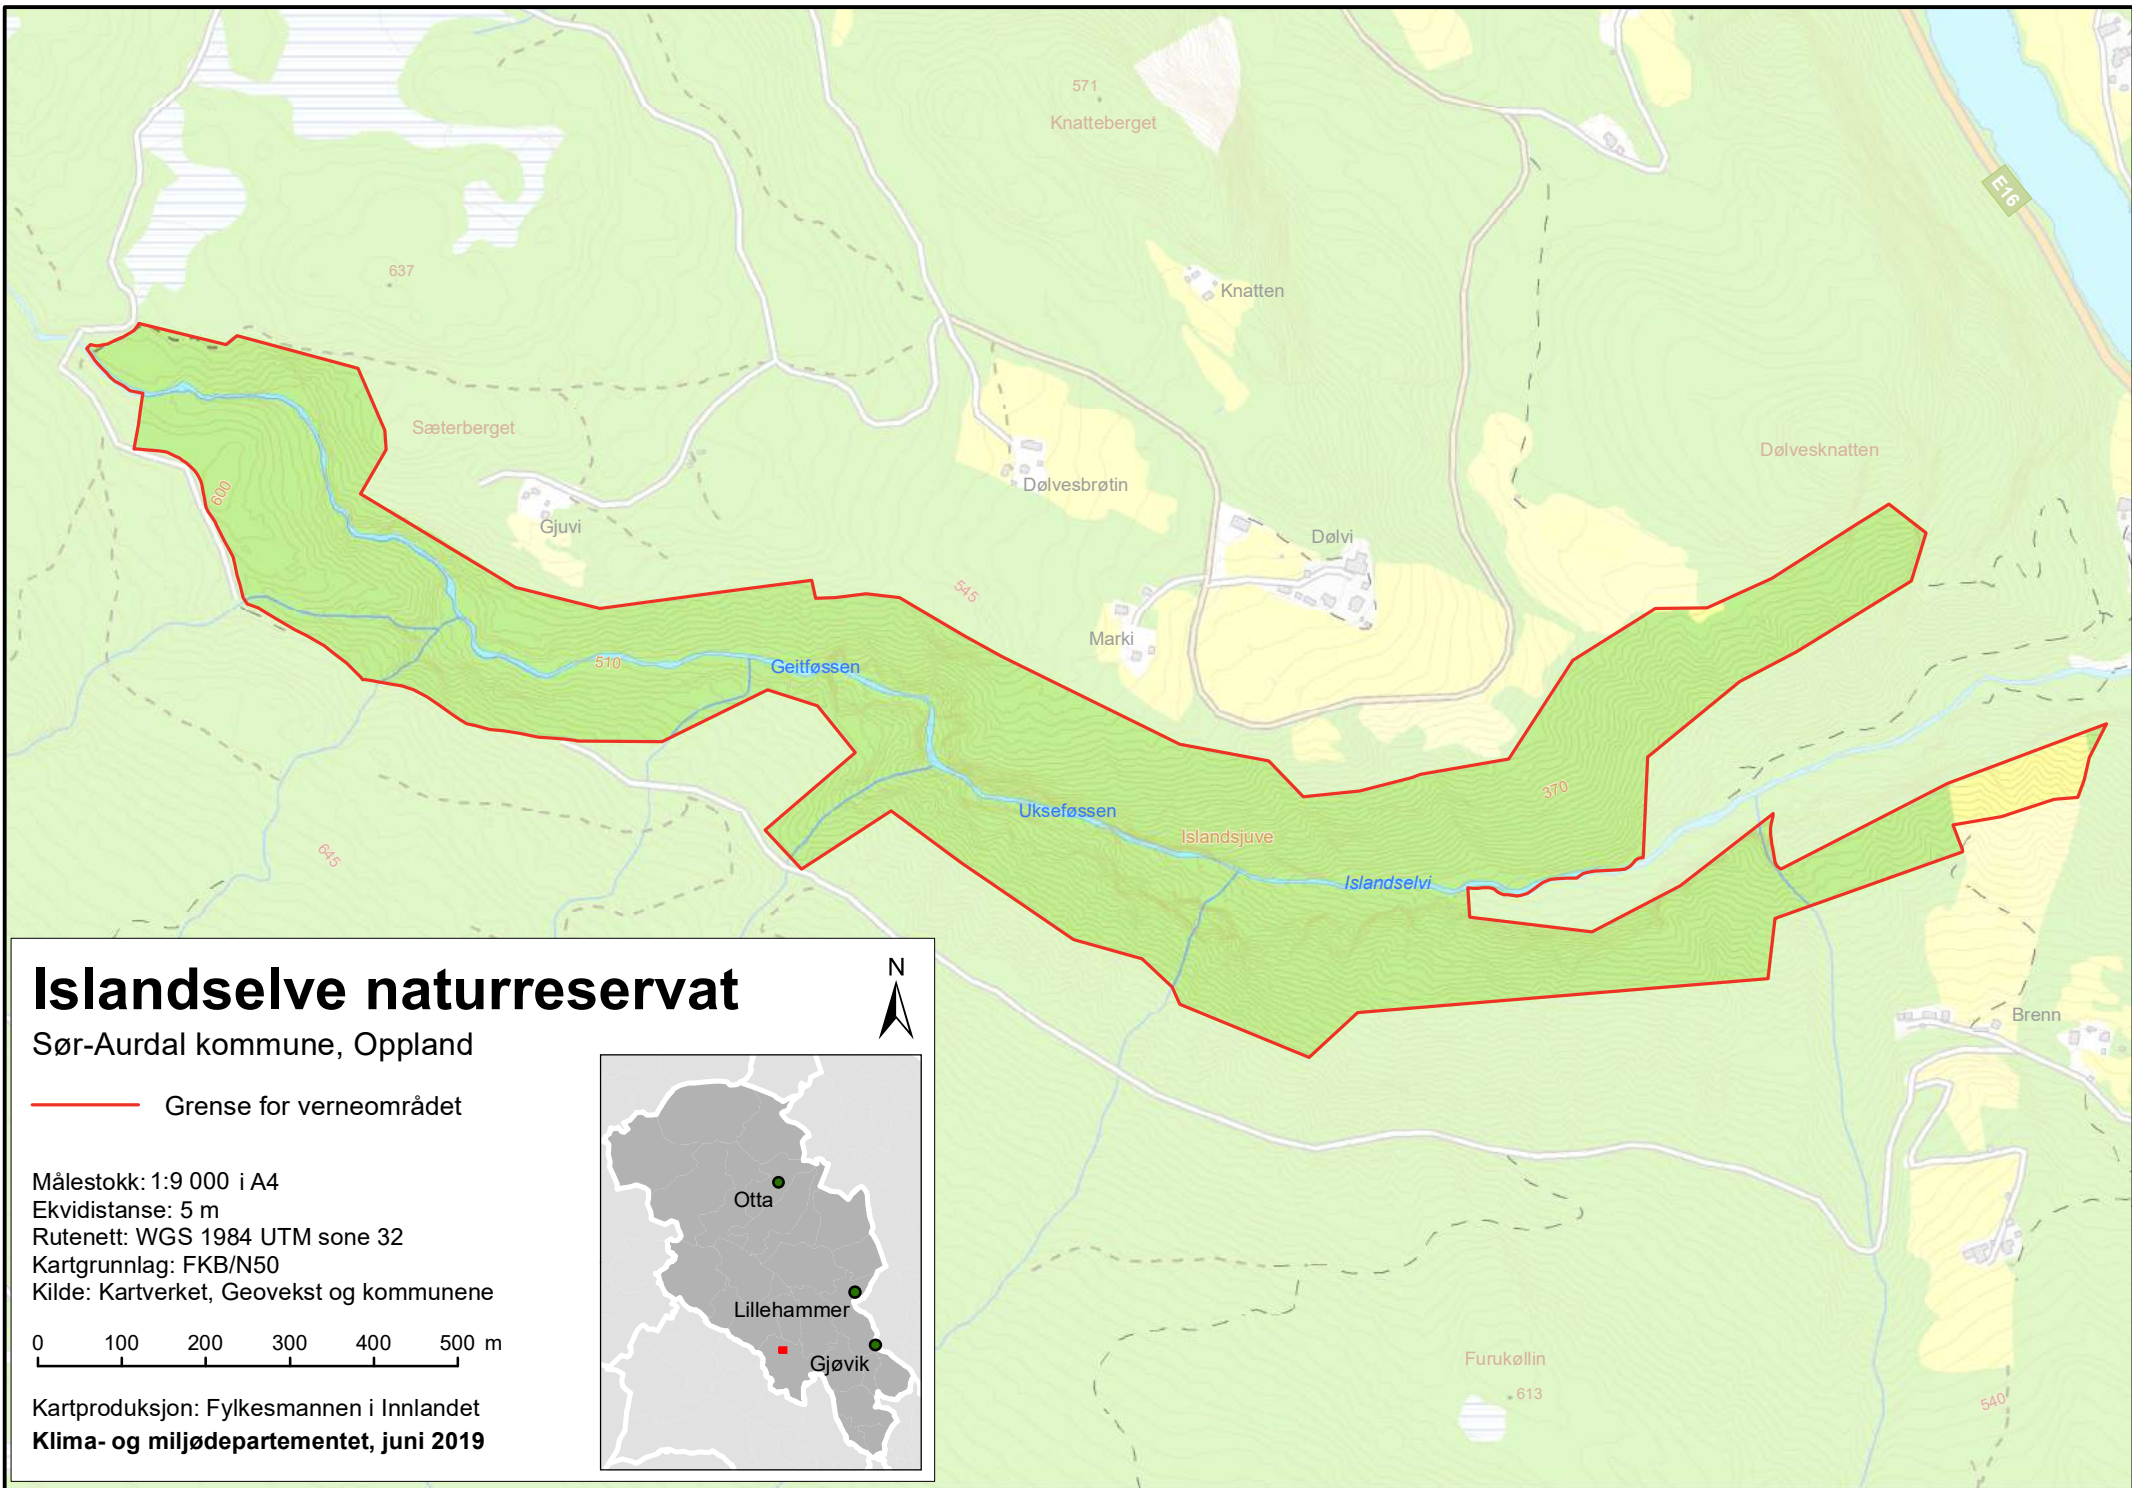 571
Knatteberget
E16
637
Knatten
Sæterberget
Dølvesknatten
Dølvesbrøtin
600
Gjuvi
Dølvi
545
Marki
510
Geitføssen
370
Ukseføssen
Islandsjuve
645
Islandselvi
Brenn
Furukøllin
613
540
Islandselve naturreservat
N
Sør-Aurdal kommune, Oppland
Grense for verneområdet
Målestokk: 1:9 000 i A4
Ekvidistanse: 5 m
Rutenett: WGS 1984 UTM sone 32
Kartgrunnlag: FKB/N50
Kilde: Kartverket, Geovekst og kommunene
0 100 200 300 400 500 m
Kartproduksjon: Fylkesmannen i Innlandet
Klima- og miljødepartementet, juni 2019
Otta
Lillehammer
Gjøvik